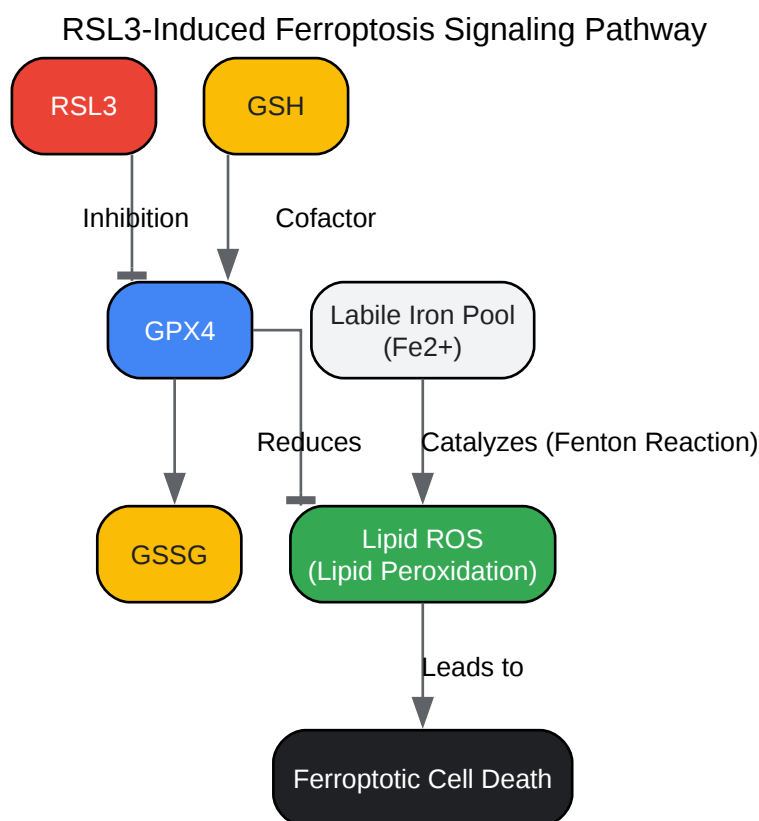 RSL3-Induced Ferroptosis Signaling Pathway
RSL3
GSH
Inhibition
Cofactor
GPX4
Labile Iron Pool
(Fe2+)
Reduces
Catalyzes (Fenton Reaction)
GSSG
Lipid ROS
(Lipid Peroxidation)
Leads to
Ferroptotic Cell Death